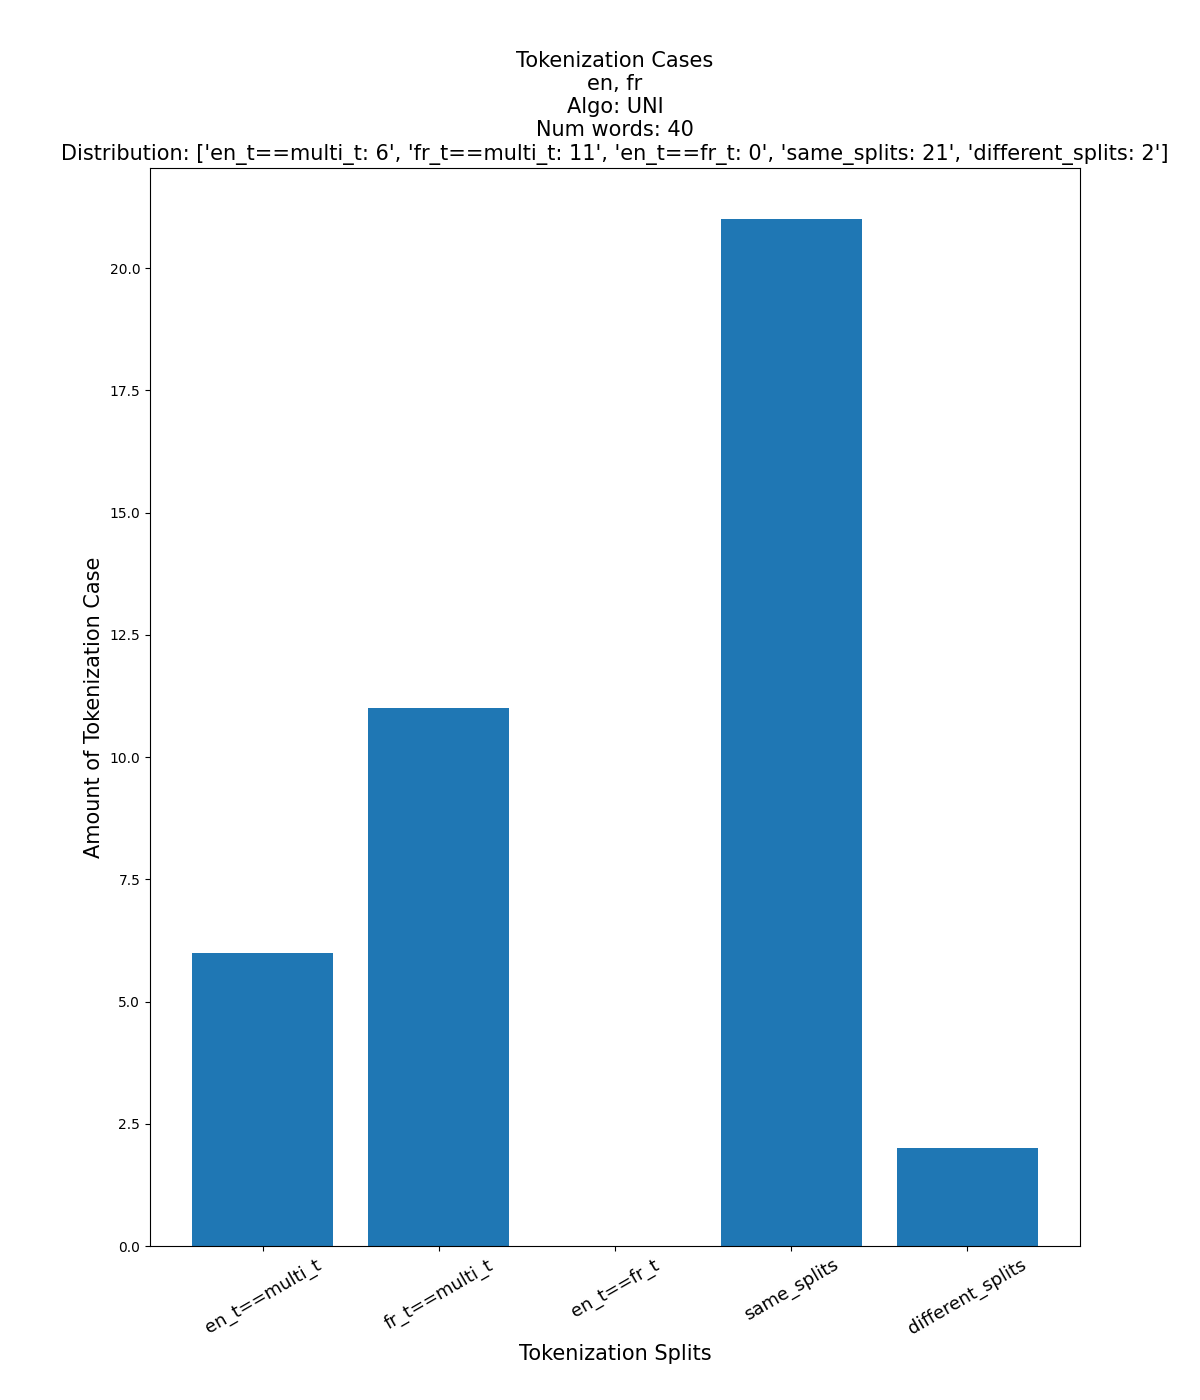 Tokenization Cases
en, fr
Algo: UNI
Num words: 40
Distribution: ['en_t==multi_t: 6', 'fr_t==multi_t: 11', 'en_t==fr_t: 0', 'same_splits: 21', 'different_splits: 2']
Amount of Tokenization Case
20.0
17.5
15.0
12.5
10.0
7.5
5.0
2.5
0.0
en_t==multi_t
fr_t==multi_t
en_t==fr_t
same_splits
different_splits
Tokenization Splits